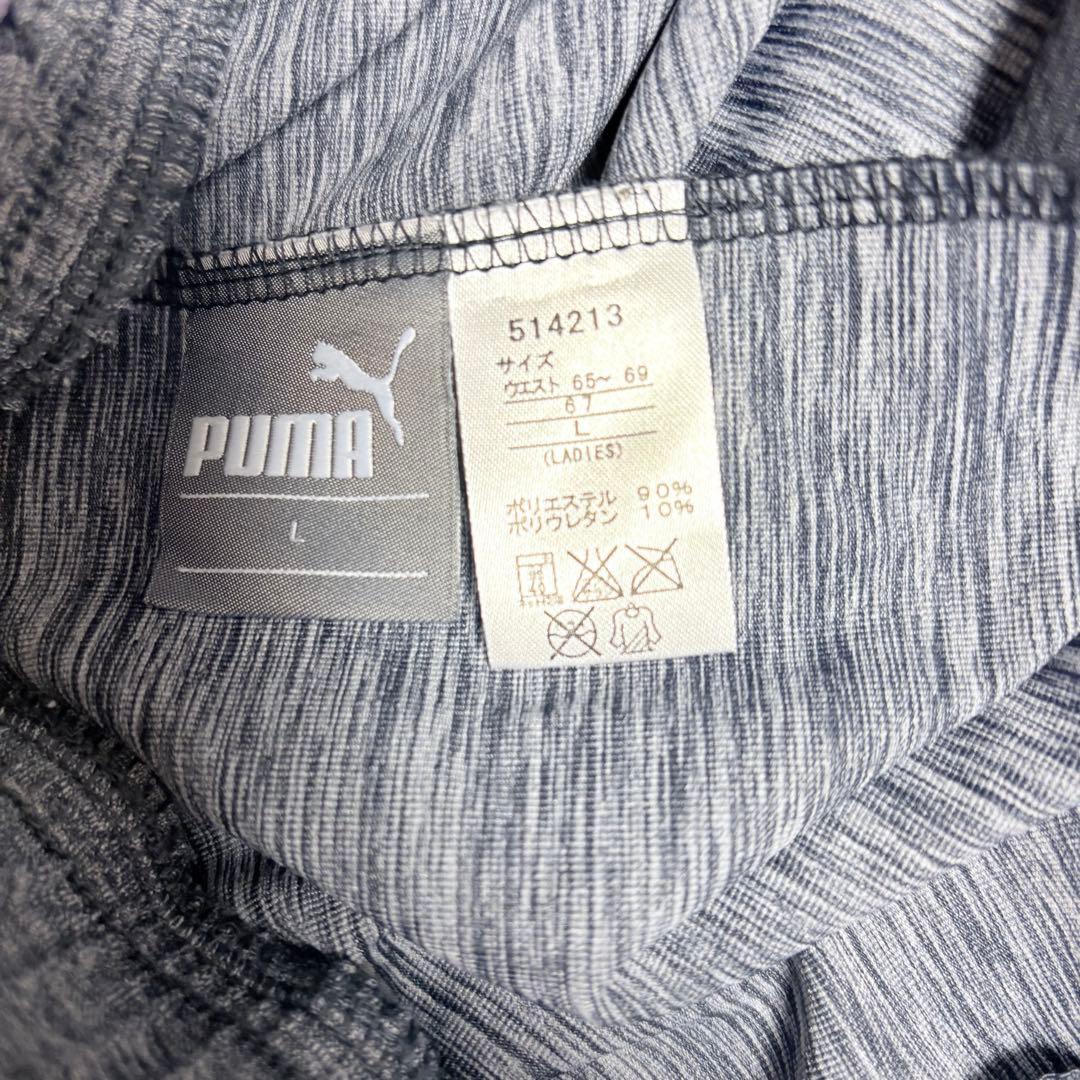 PUMA
L
514213
サイズ
ウエスト 65～ 69
67
L
(LADIES)
ポリエステル 90%
ポリウレタン 10%